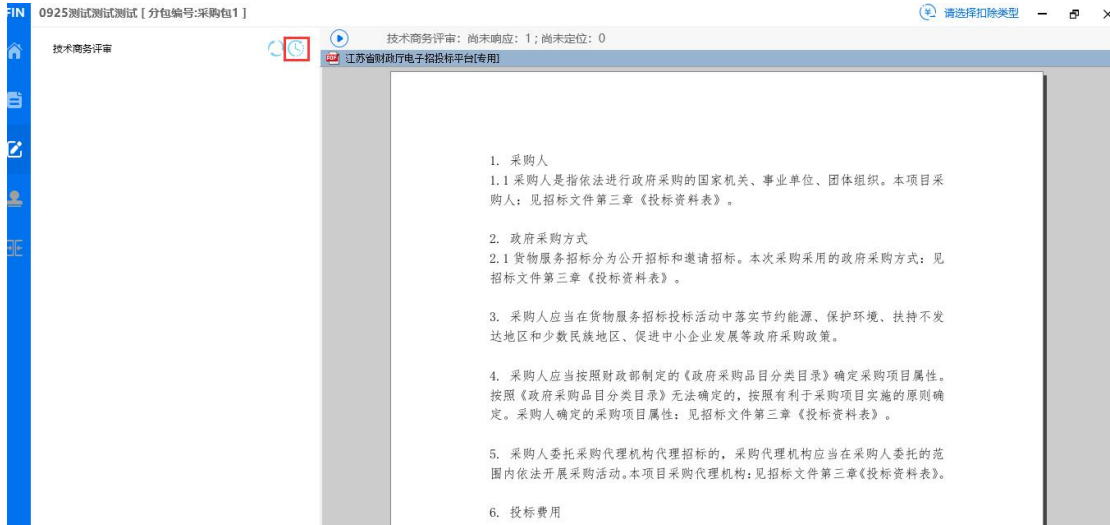 FIN
0925测试测试测试 [ 分包编号:采购包1 ]
请选择扣除类型
技术商务评审
技术商务评审: 尚未响应: 1 ; 尚未定位: 0
江苏省财政厅电子招投标平台[专用]
1. 采购人
1.1采购人是指依法进行政府采购的国家机关、事业单位、团体组织。本项目采
购人: 见招标文件第三章《投标资料表》。
2. 政府采购方式
2.1货物服务招标分为公开招标和邀请招标。本次采购采用的政府采购方式: 见
招标文件第三章《投标资料表》。
3. 采购人应当在货物服务招标投标活动中落实节约能源、保护环境、扶持不发
达地区和少数民族地区、促进中小企业发展等政府采购政策。
4. 采购人应当按照财政部制定的《政府采购品目分类目录》确定采购项目属性。
按照《政府采购品目分类目录》无法确定的, 按照有利于采购项目实施的原则确
定。采购人确定的采购项目属性: 见招标文件第三章《投标资料表》。
5. 采购人委托采购代理机构代理招标的, 采购代理机构应当在采购人委托的范
围内依法开展采购活动。本项目采购代理机构:见招标文件第三章《投标资料表》。
6. 投标费用